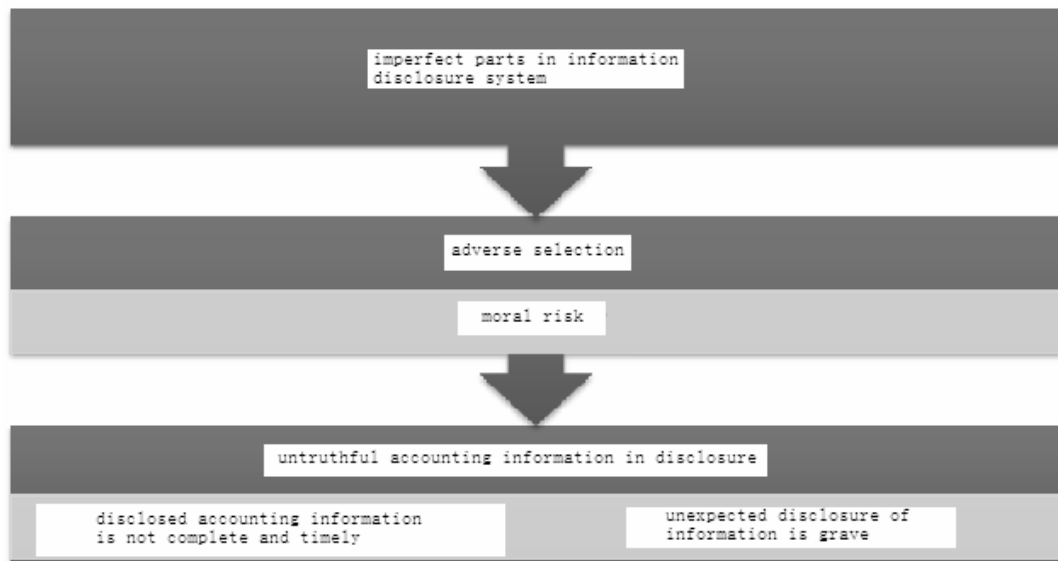 imperfect parts in information
disclosure system
adverse selection
moral risk
untruthful accounting information in disclosure
disclosed accounting information
is not complete and timely
unexpected disclosure of
information is grave